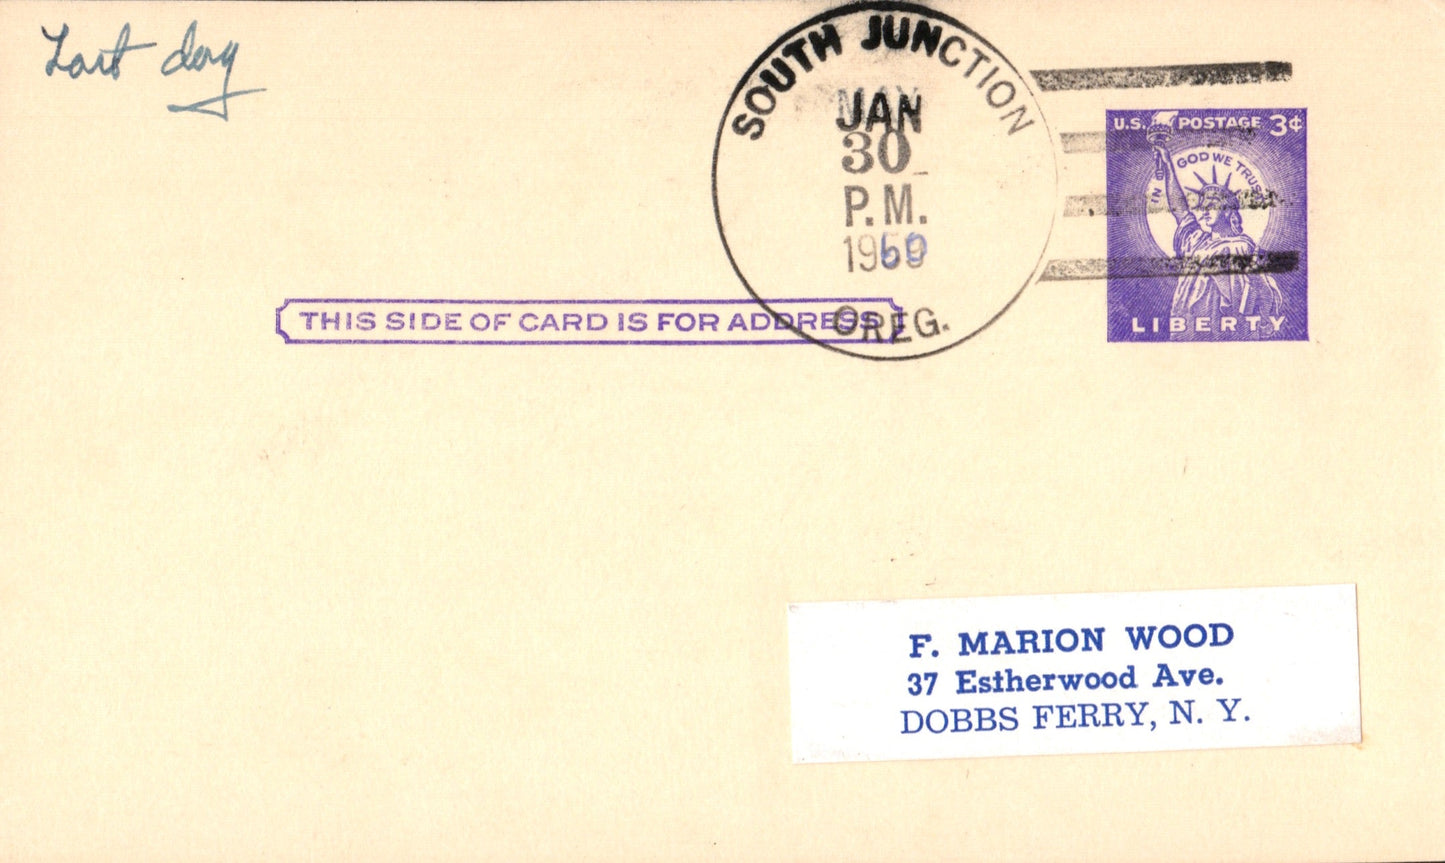 Last day
SOUTH JUNCTION
JAN
30
P.M.
OREG.
U.S. POSTAGE 3¢
IN GOD WE TRUST
LIBERTY
THIS SIDE OF CARD IS FOR ADDRESS
F. MARION WOOD
37 Estherwood Ave.
DOBBS FERRY, N. Y.